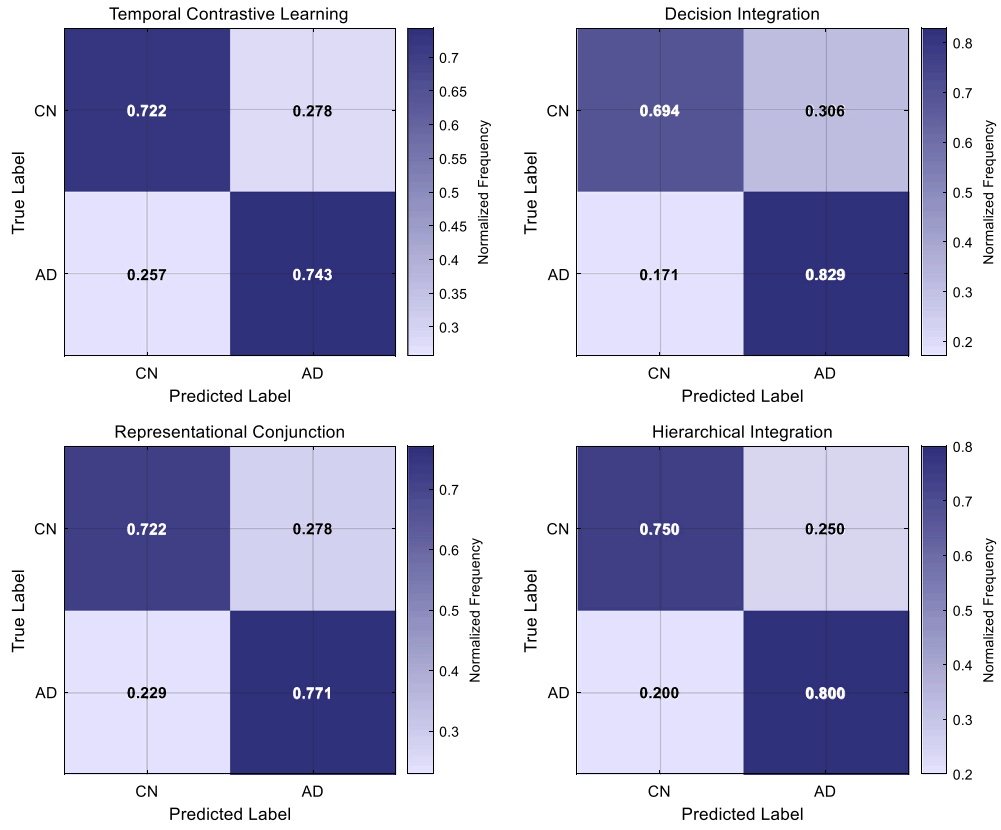 Temporal Contrastive Learning
CN
AD
True Label
0.722
0.278
0.257
0.743
CN
AD
Predicted Label
0.7
0.65
0.6
0.55
0.5
0.45
0.4
0.35
0.3
Normalized Frequency
Decision Integration
CN
AD
True Label
0.694
0.306
0.171
0.829
CN
AD
Predicted Label
0.8
0.7
0.6
0.5
0.4
0.3
0.2
Normalized Frequency
Representational Conjunction
CN
AD
True Label
0.722
0.278
0.229
0.771
CN
AD
Predicted Label
0.7
0.6
0.5
0.4
0.3
Normalized Frequency
Hierarchical Integration
CN
AD
True Label
0.750
0.250
0.200
0.800
CN
AD
Predicted Label
0.8
0.7
0.6
0.5
0.4
0.3
0.2
Normalized Frequency